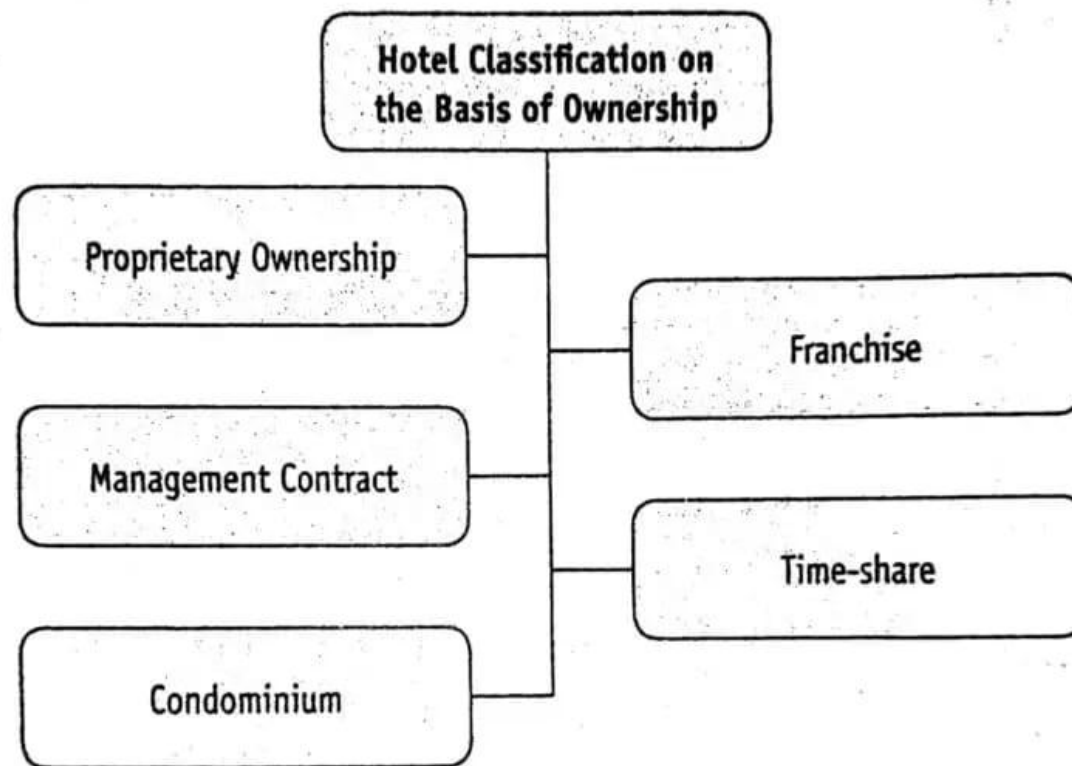 Hotel Classification on
the Basis of Ownership
Proprietary Ownership
Franchise
Management Contract
Time-share
Condominium